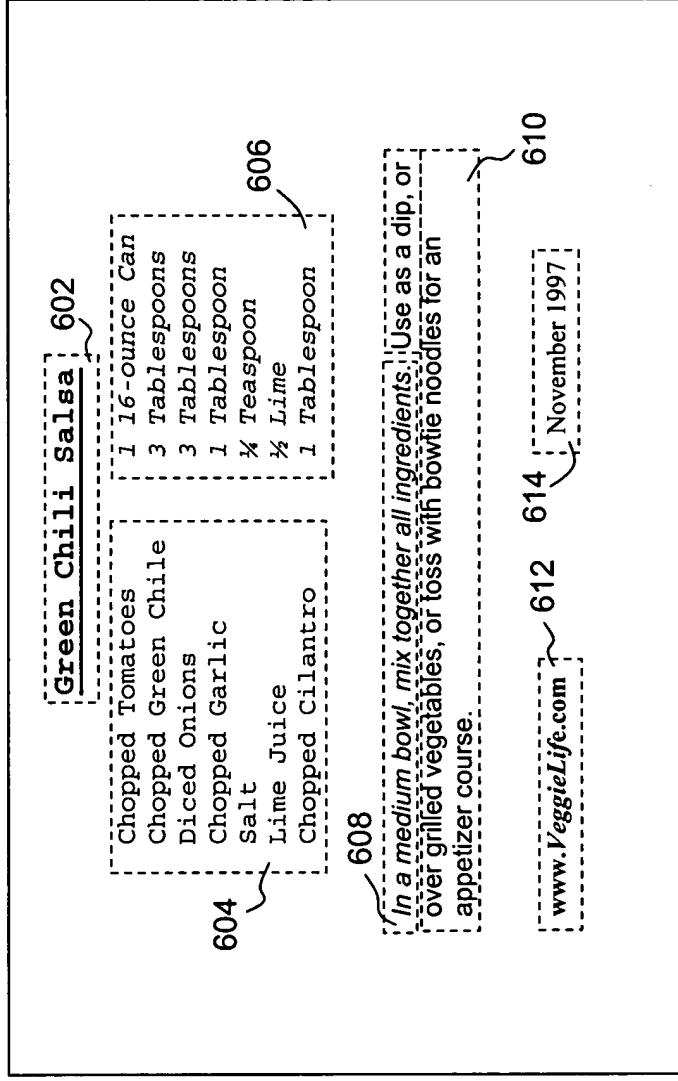 Green Chili Salsa
602
Chopped Tomatoes
Chopped Green Chile
Diced Onions
Chopped Garlic
Salt
Lime Juice
Chopped Cilantro
604
1 16-ounce Can
3 Tablespoons
3 Tablespoons
1 Tablespoon
¼ Teaspoon
½ Lime
1 Tablespoon
606
608
In a medium bowl, mix together all ingredients. Use as a dip, or
over grilled vegetables, or toss with bowtie noodles for an
appetizer course.
610
www.VeggieLife.com
612
614
November 1997